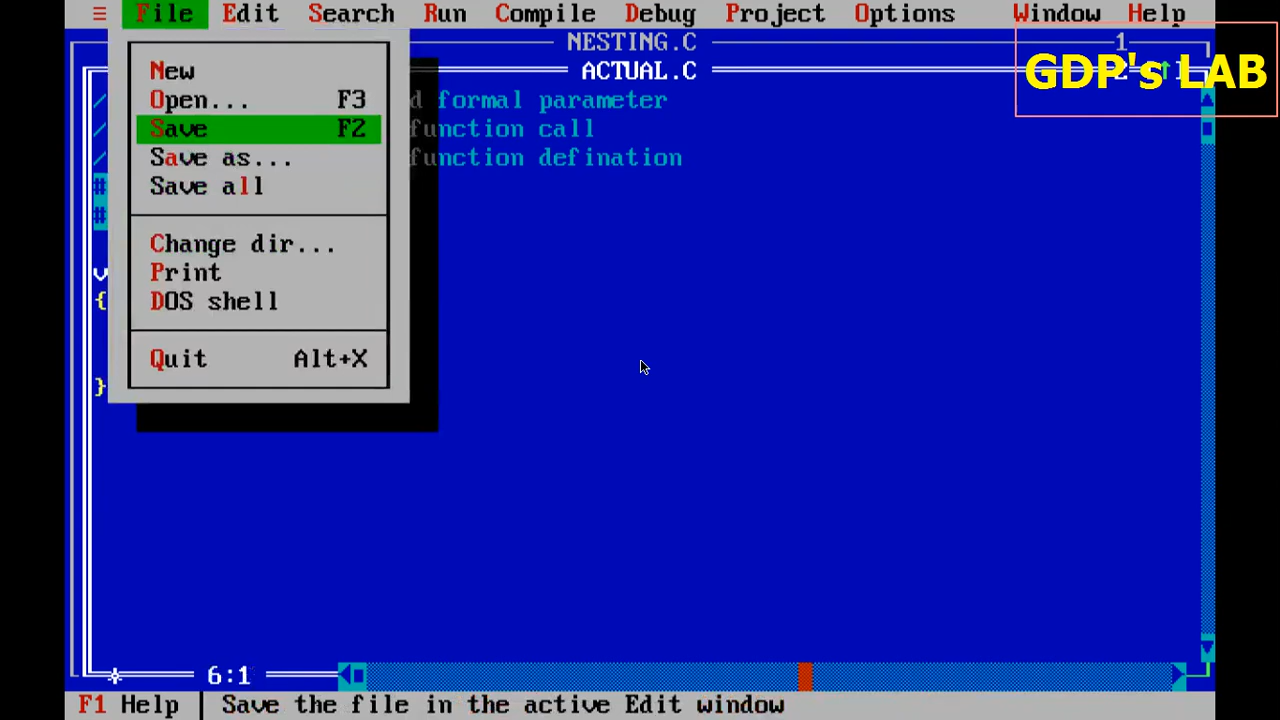 ≡ File Edit Search Run Compile Debug Project Options Window Help
NESTING.C 1
ACTUAL.C
GDP's LAB
New
Open... F3
Save F2
Save as...
Save all
Change dir...
Print
DOS shell
Quit Alt+X
/ d formal parameter
/ function call
/ function defination
#
#
v
{
}
6:1
F1 Help Save the file in the active Edit window